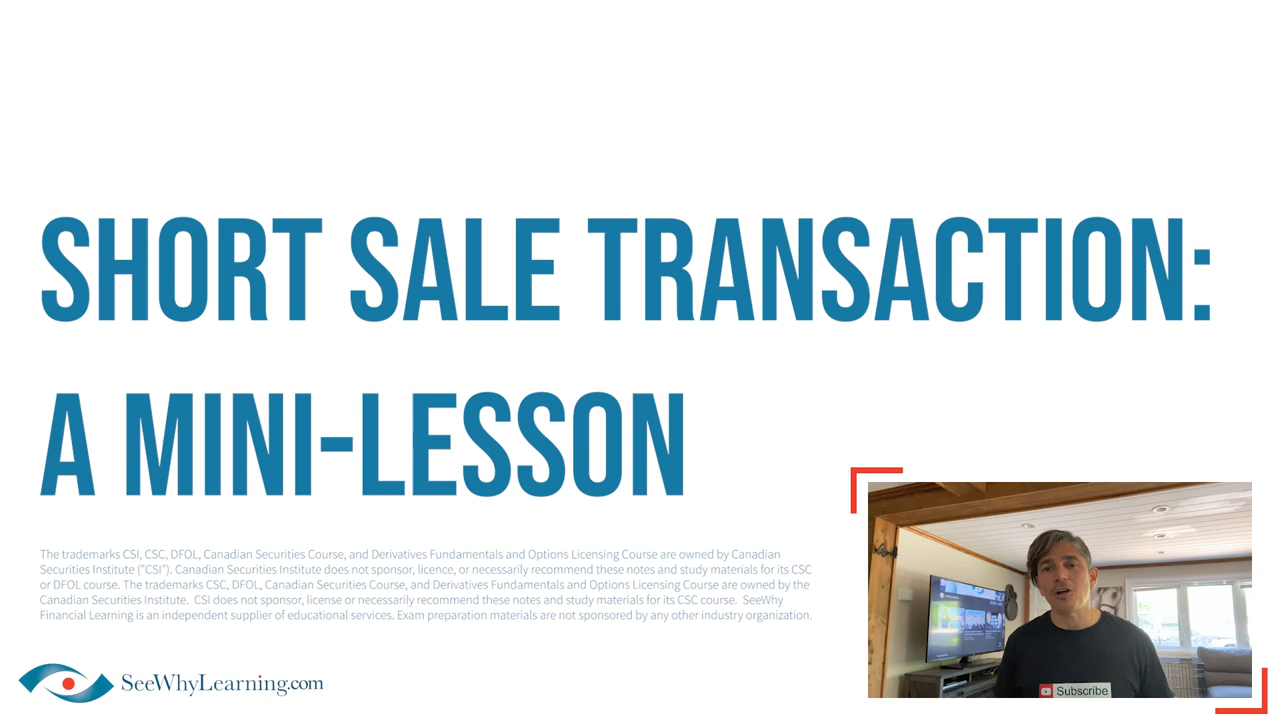 SHORT SALE TRANSACTION:
A MINI-LESSON
The trademarks CSI, CSC, DFOL, Canadian Securities Course, and Derivatives Fundamentals and Options Licensing Course are owned by Canadian
Securities Institute ("CSI"). Canadian Securities Institute does not sponsor, licence, or necessarily recommend these notes and study materials for its CSC
or DFOL course. The trademarks CSC, DFOL, Canadian Securities Course, and Derivatives Fundamentals and Options Licensing Course are owned by the
Canadian Securities Institute. CSI does not sponsor, license or necessarily recommend these notes and study materials for its CSC course. SeeWhy
Financial Learning is an independent supplier of educational services. Exam preparation materials are not sponsored by any other industry organization.
SeeWhyLearning.com
Subscribe